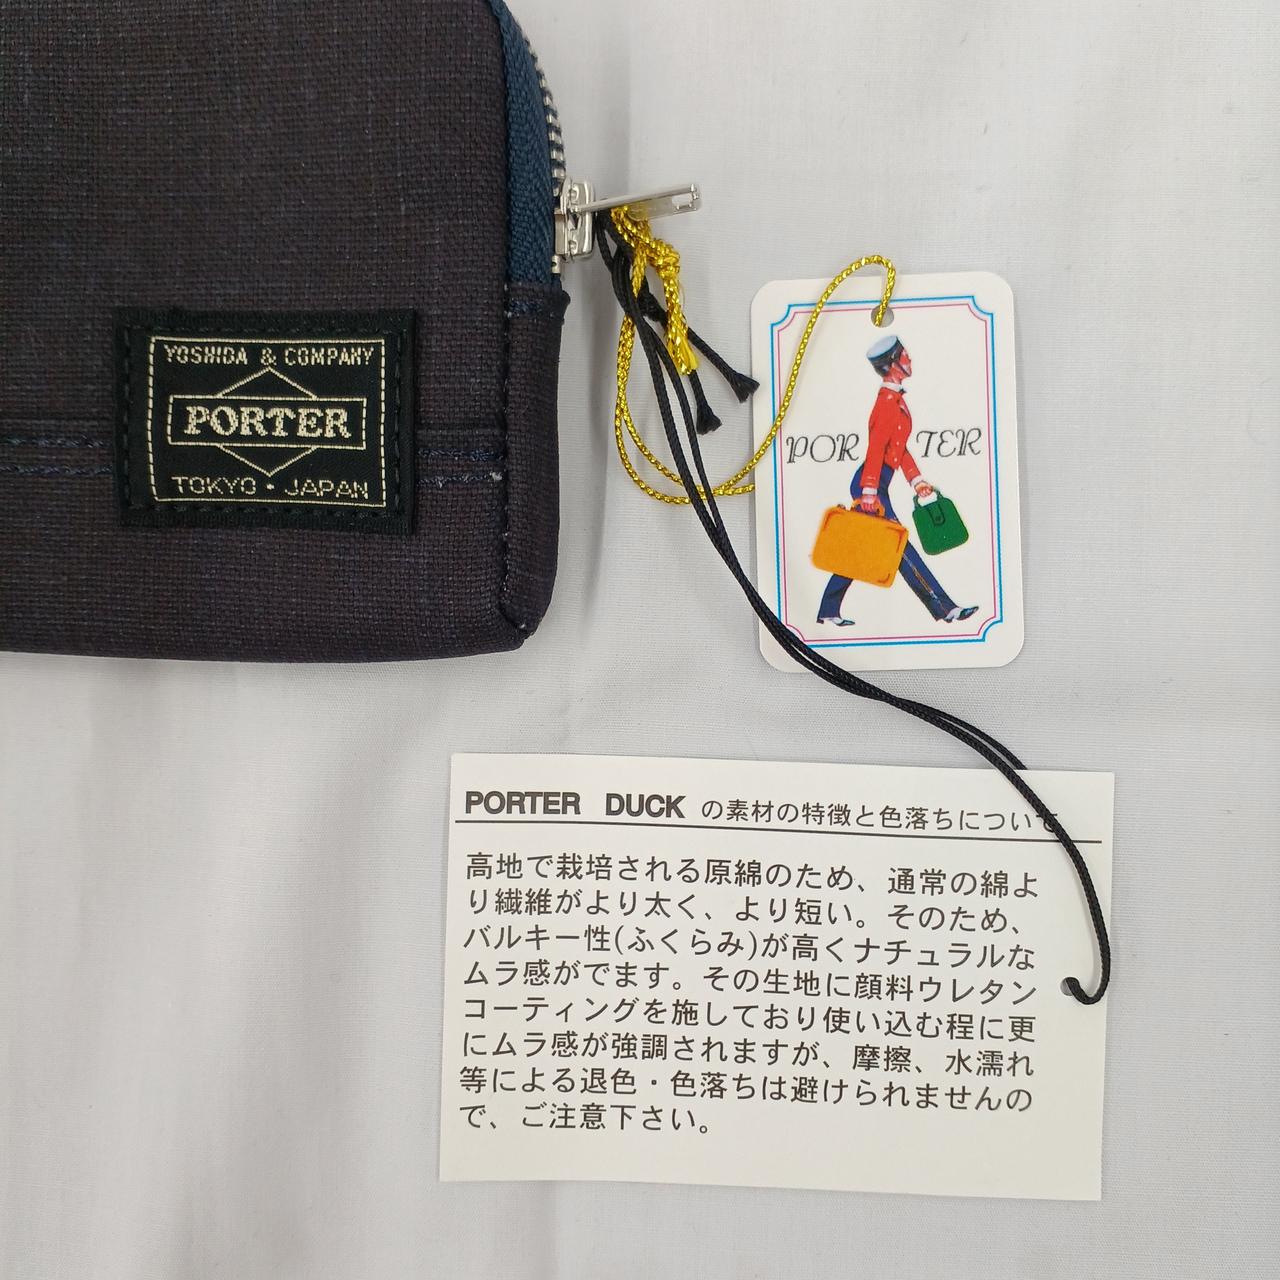 YOSHIDA & COMPANY
PORTER
TOKYO・JAPAN
PORTER
PORTER DUCK の素材の特徴と色落ちについて
高地で栽培される原綿のため、通常の綿よ
り繊維がより太く、より短い。そのため、
バルキー性(ふくらみ)が高くナチュラルな
ムラ感がでます。その生地に顔料ウレタン
コーティングを施しており使い込む程に更
にムラ感が強調されますが、摩擦、水濡れ
等による退色・色落ちは避けられませんの
で、ご注意下さい。